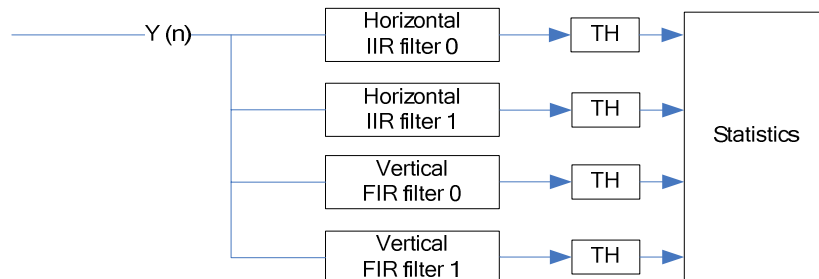 Y (n)
Horizontal
IIR filter 0
TH
Horizontal
IIR filter 1
TH
Vertical
FIR filter 0
TH
Vertical
FIR filter 1
TH
Statistics